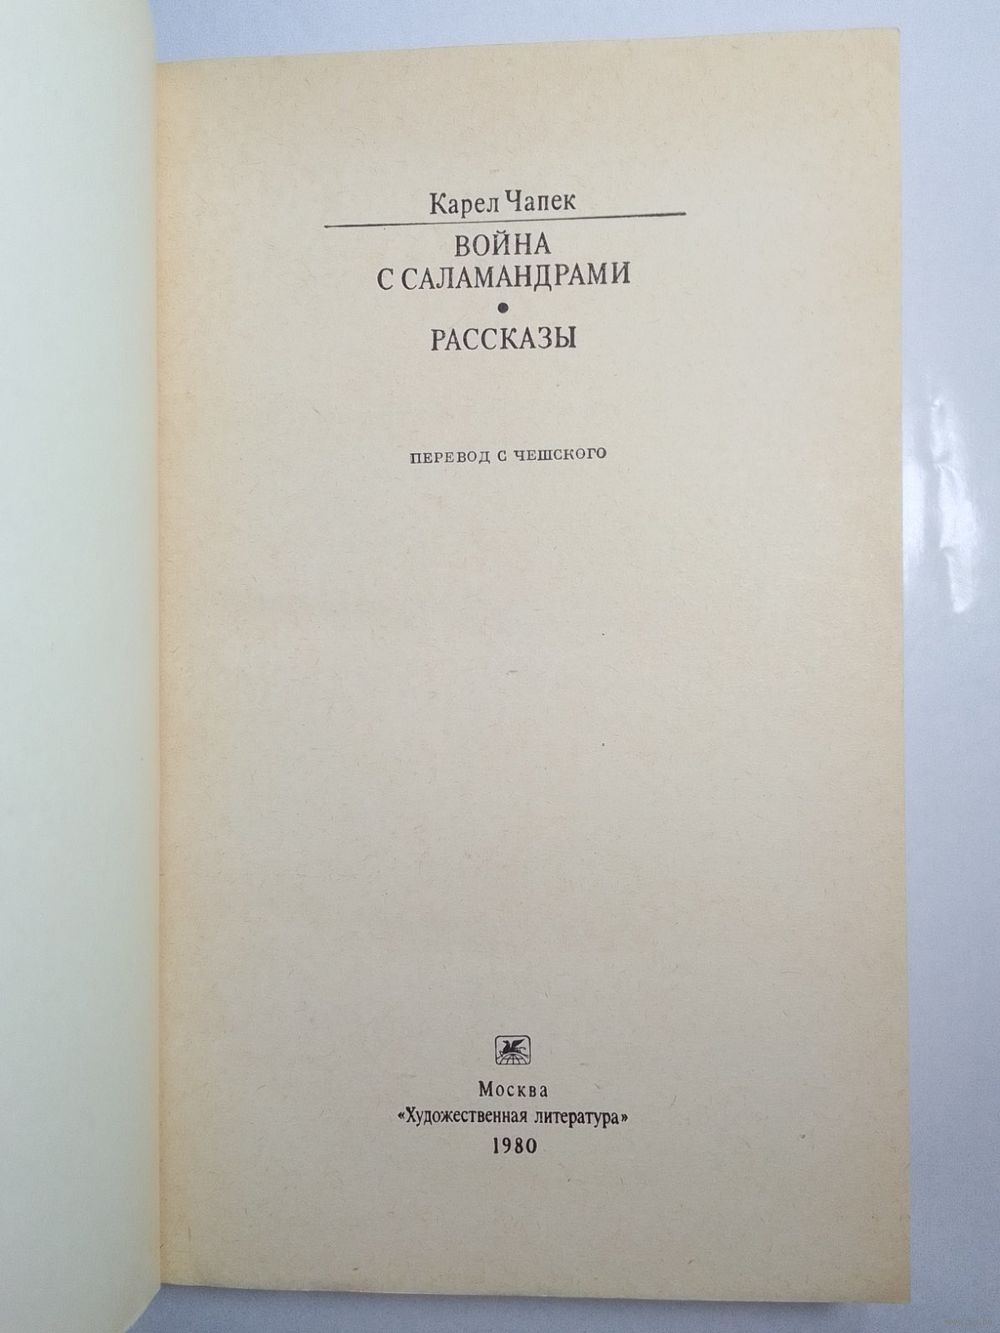 Карел Чапек
ВОЙНА
С САЛАМАНДРАМИ
•
РАССКАЗЫ
ПЕРЕВОД С ЧЕШСКОГО
Москва
«Художественная литература»
1980